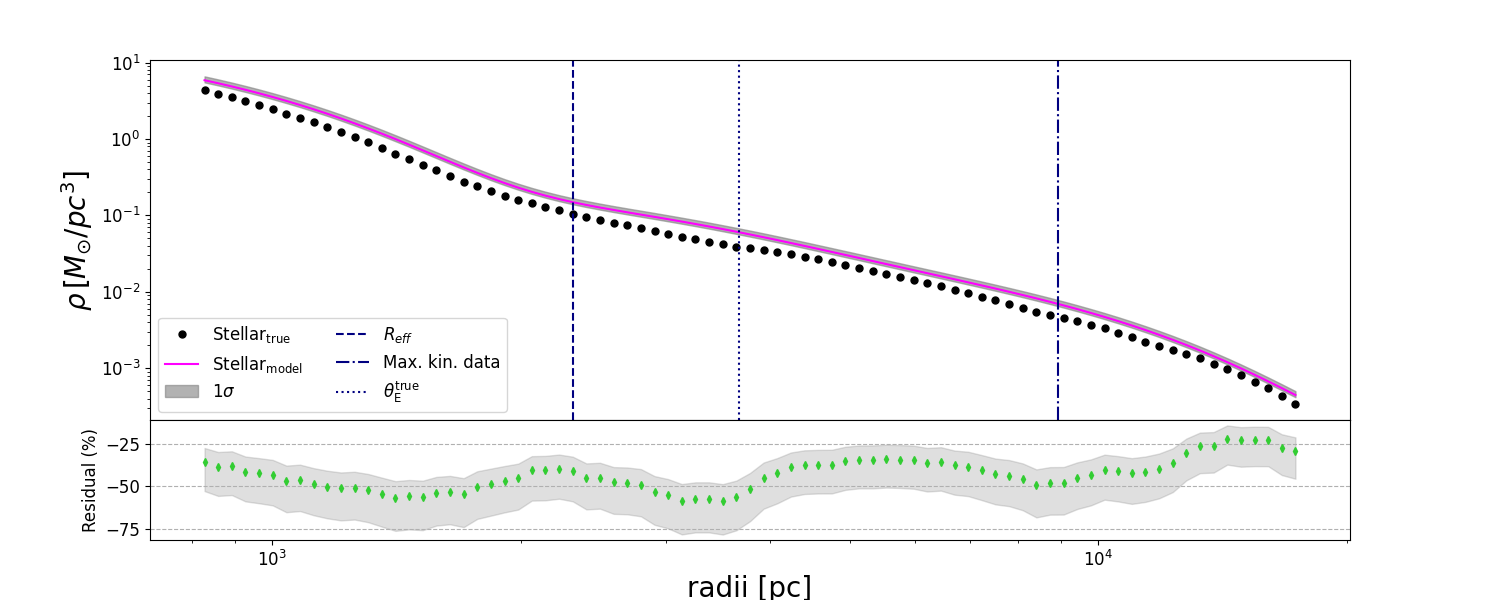 10¹
10⁰
10⁻¹
10⁻²
10⁻³
ρ [M⊙/pc³]
Stellar_true
Stellar_model
1σ
R_eff
Max. kin. data
θ_E^true
−25
−50
−75
Residual (%)
10³
10⁴
radii [pc]